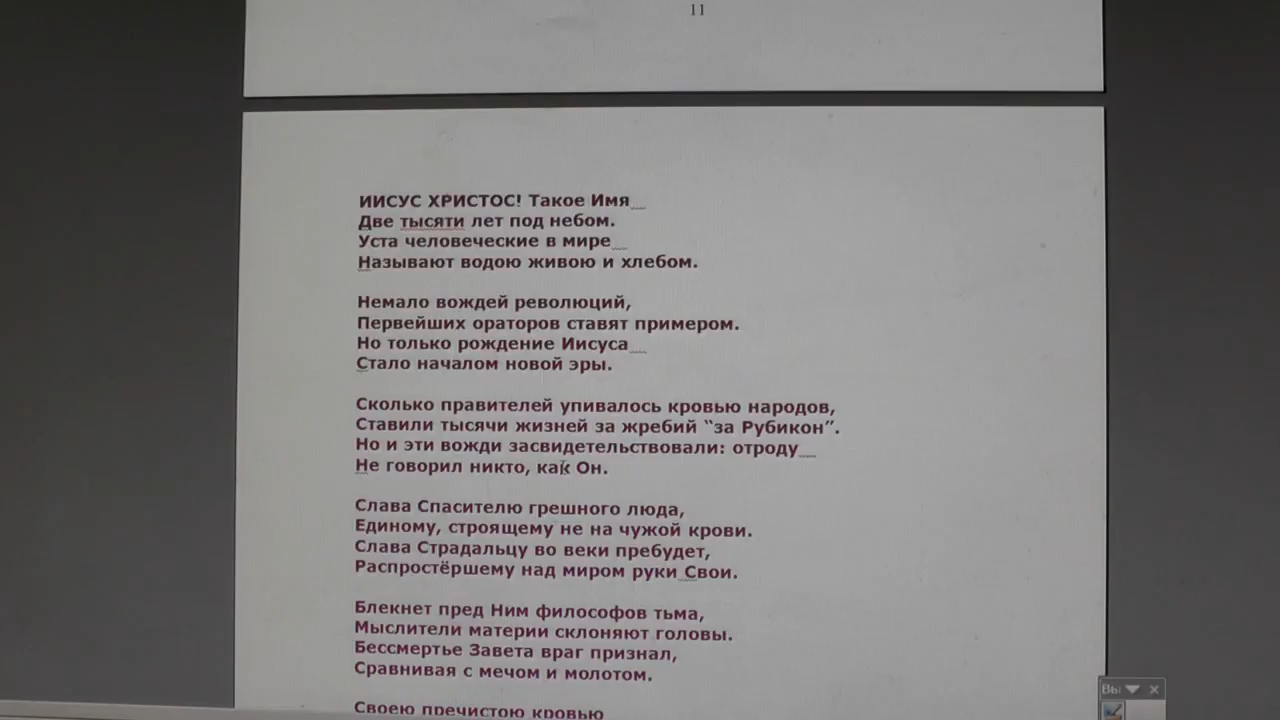 11
ИИСУС ХРИСТОС! Такое Имя
Две тысяти лет под небом.
Уста человеческие в мире
Называют водою живою и хлебом.
Немало вождей революций,
Первейших ораторов ставят примером.
Но только рождение Иисуса
Стало началом новой эры.
Сколько правителей упивалось кровью народов,
Ставили тысячи жизней за жребий “за Рубикон”.
Но и эти вожди засвидетельствовали: отроду
Не говорил никто, как Он.
Слава Спасителю грешного люда,
Единому, строящему не на чужой крови.
Слава Страдальцу во веки пребудет,
Распростёршему над миром руки Свои.
Блекнет пред Ним философов тьма,
Мыслители материи склоняют головы.
Бессмертье Завета враг признал,
Сравнивая с мечом и молотом.
Своею пречистою кровью
Вы